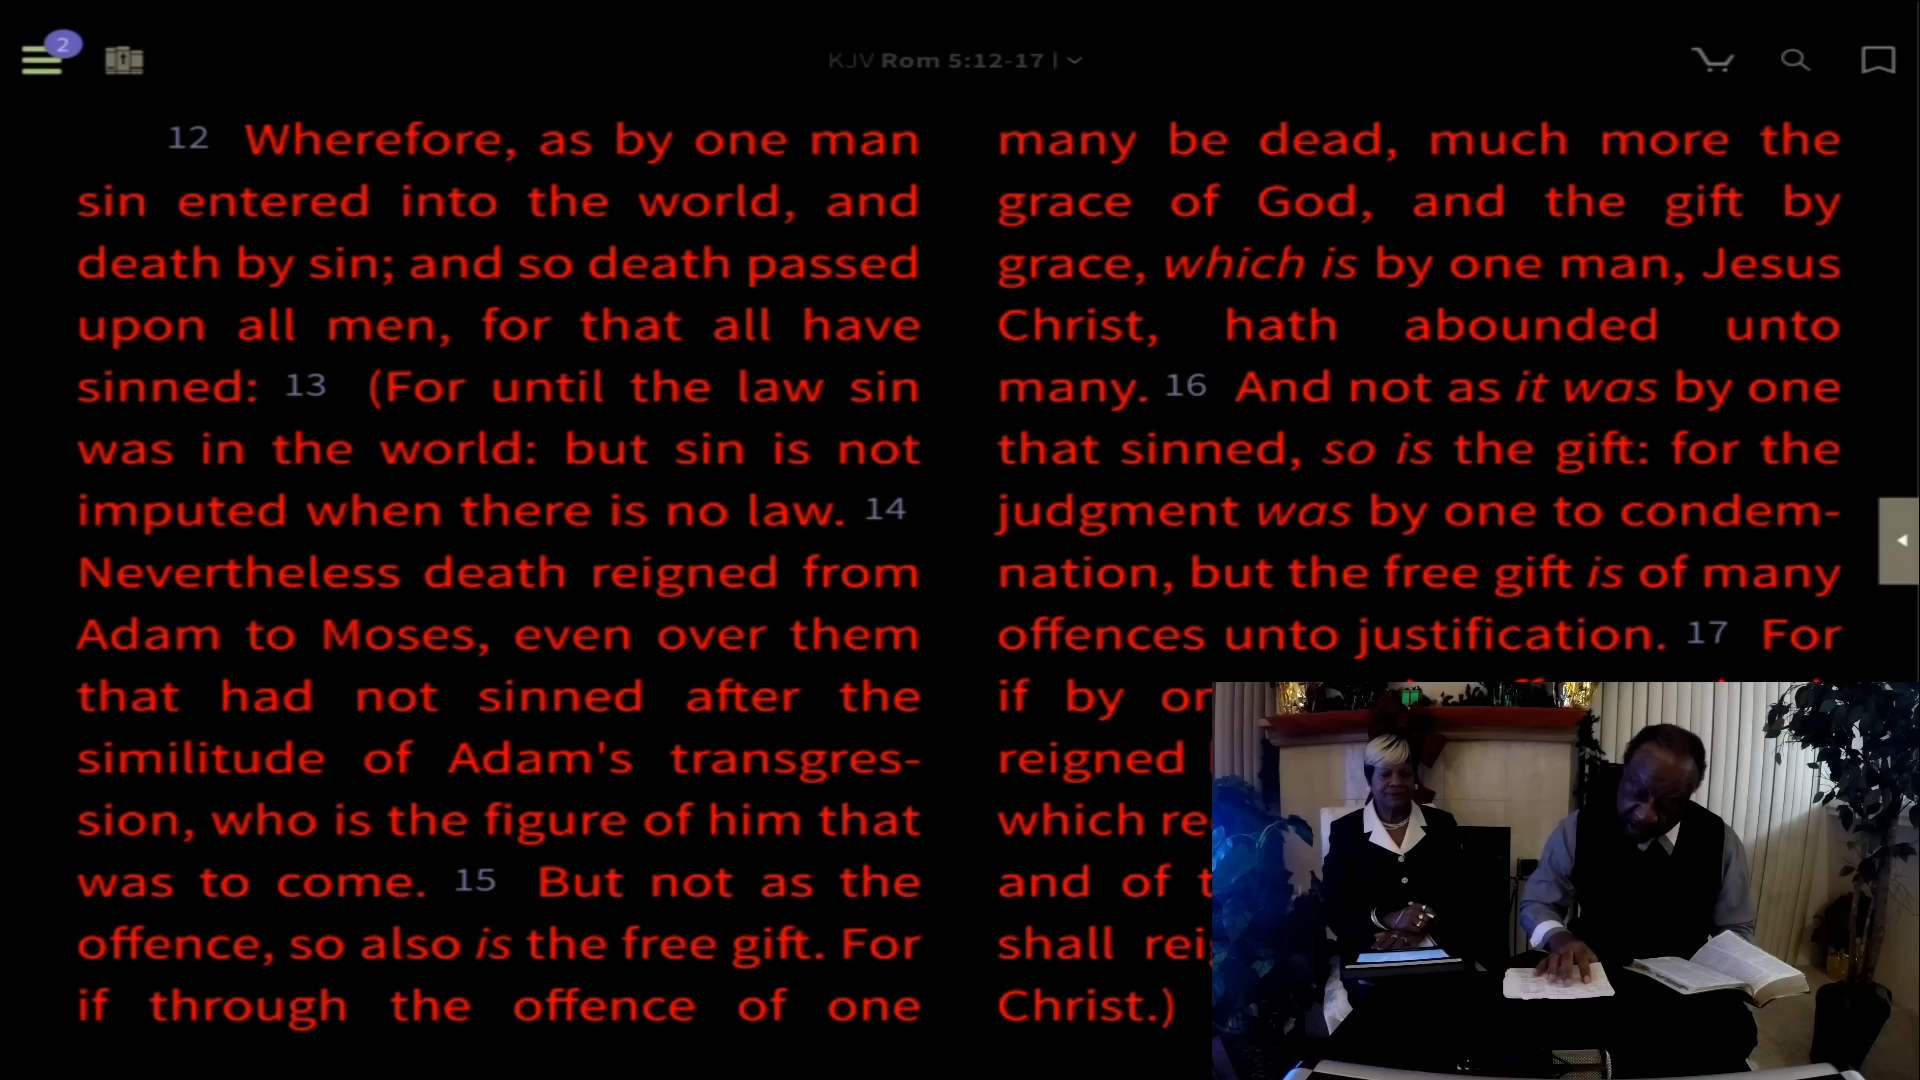 2
KJV Rom 5:12-17
12 Wherefore, as by one man
sin entered into the world, and
death by sin; and so death passed
upon all men, for that all have
sinned: 13 (For until the law sin
was in the world: but sin is not
imputed when there is no law. 14
Nevertheless death reigned from
Adam to Moses, even over them
that had not sinned after the
similitude of Adam's transgres-
sion, who is the figure of him that
was to come. 15 But not as the
offence, so also is the free gift. For
if through the offence of one
many be dead, much more the
grace of God, and the gift by
grace, which is by one man, Jesus
Christ, hath abounded unto
many. 16 And not as it was by one
that sinned, so is the gift: for the
judgment was by one to condem-
nation, but the free gift is of many
offences unto justification. 17 For
if by
reigned
which
and of
shall
Christ.)